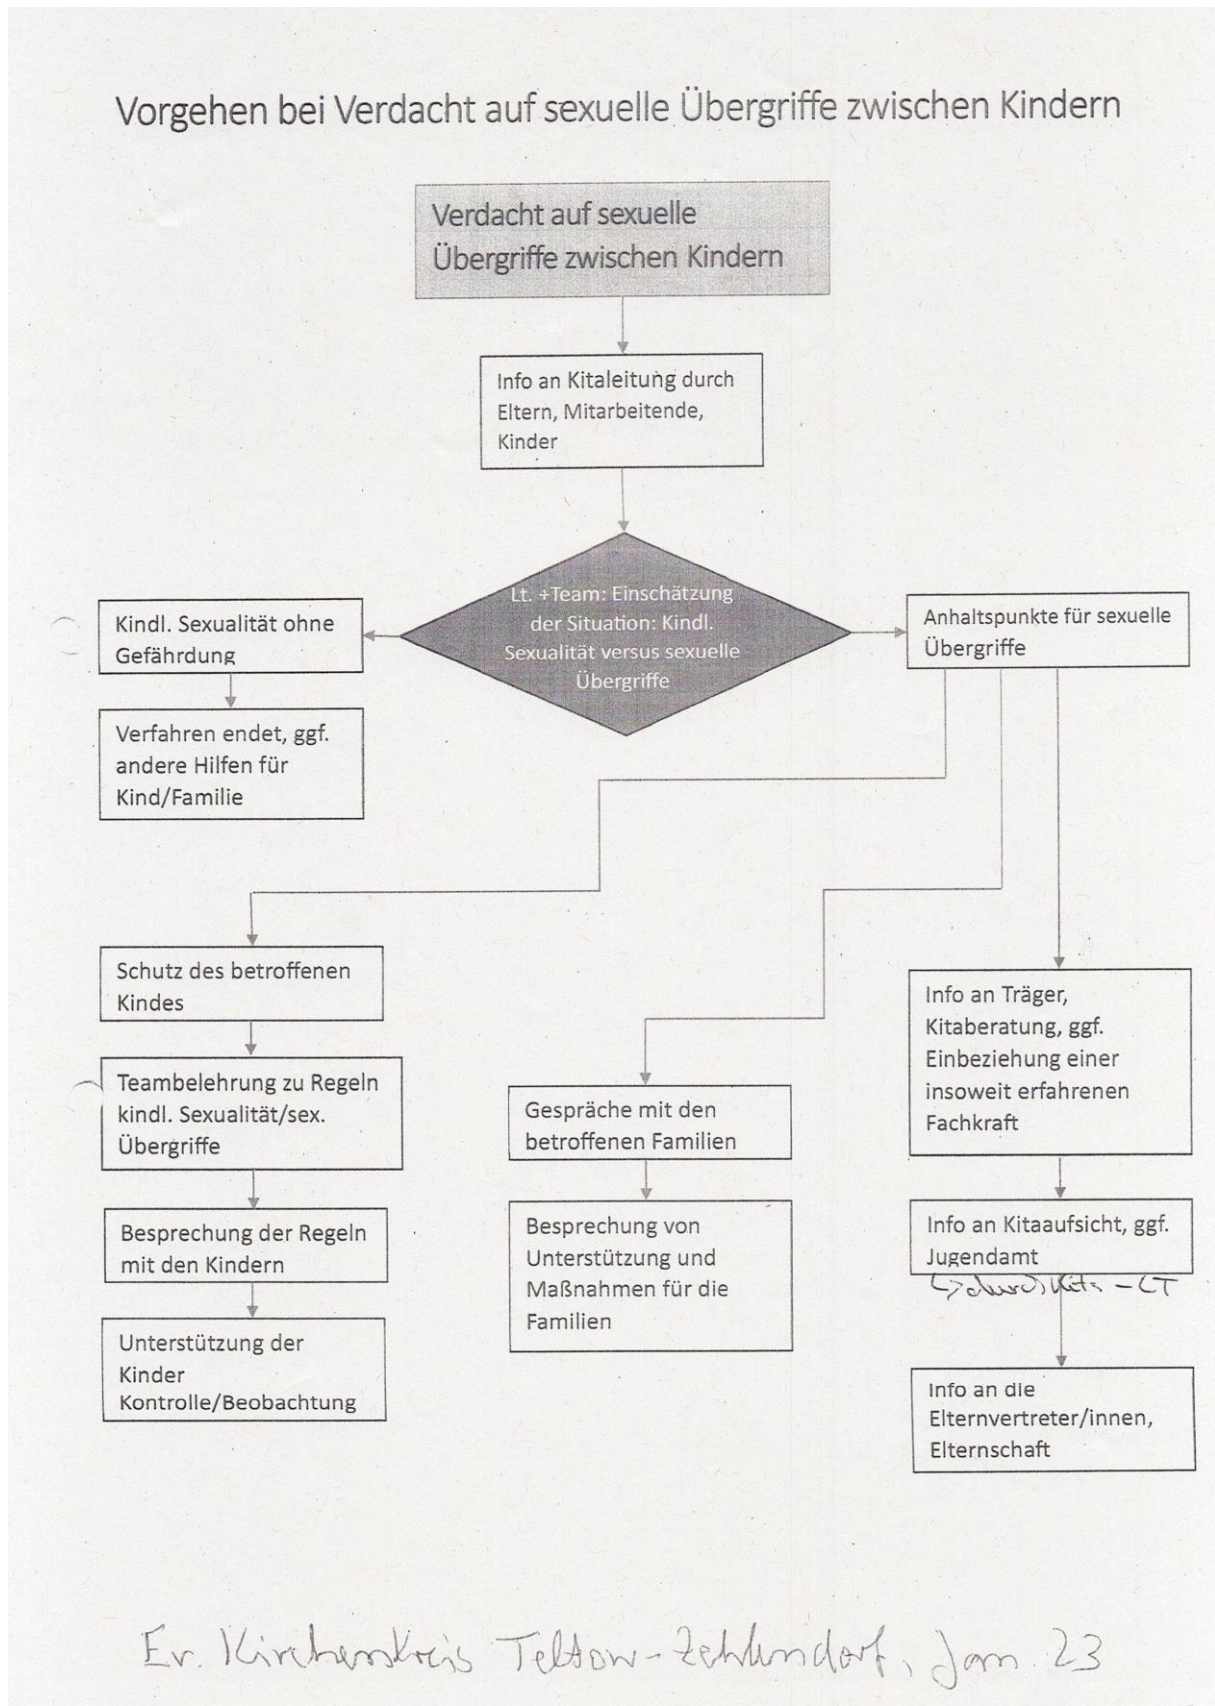 Vorgehen bei Verdacht auf sexuelle Übergriffe zwischen Kindern
Verdacht auf sexuelle
Übergriffe zwischen Kindern
Info an Kitaleitung durch
Eltern, Mitarbeitende,
Kinder
Lt. +Team: Einschätzung
der Situation: Kindl.
Sexualität versus sexuelle
Übergriffe
Kindl. Sexualität ohne
Gefährdung
Verfahren endet, ggf.
andere Hilfen für
Kind/Familie
Anhaltspunkte für sexuelle
Übergriffe
Schutz des betroffenen
Kindes
Teambelehrung zu Regeln
kindl. Sexualität/sex.
Übergriffe
Besprechung der Regeln
mit den Kindern
Unterstützung der
Kinder
Kontrolle/Beobachtung
Gespräche mit den
betroffenen Familien
Besprechung von
Unterstützung und
Maßnahmen für die
Familien
Info an Träger,
Kitaberatung, ggf.
Einbeziehung einer
insoweit erfahrenen
Fachkraft
Info an Kitaaufsicht, ggf.
Jugendamt
↳ durch Kita - LT
Info an die
Elternvertreter/innen,
Elternschaft
Ev. Kirchenkreis Teltow-Zehlendorf, Jan. 23